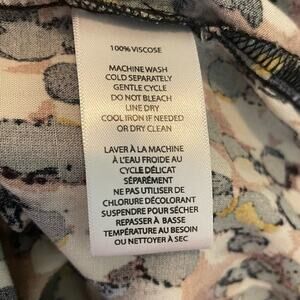 100% VISCOSE
MACHINE WASH
COLD SEPARATELY
GENTLE CYCLE
DO NOT BLEACH
LINE DRY
COOL IRON IF NEEDED
OR DRY CLEAN
LAVER À LA MACHINE
À L'EAU FROIDE AU
CYCLE DÉLICAT
SÉPARÉMENT
NE PAS UTILISER DE
CHLORURE DÉCOLORANT
SUSPENDRE POUR SÉCHER
REPASSER À BASSE
TEMPÉRATURE AU BESOIN
OU NETTOYER À SEC